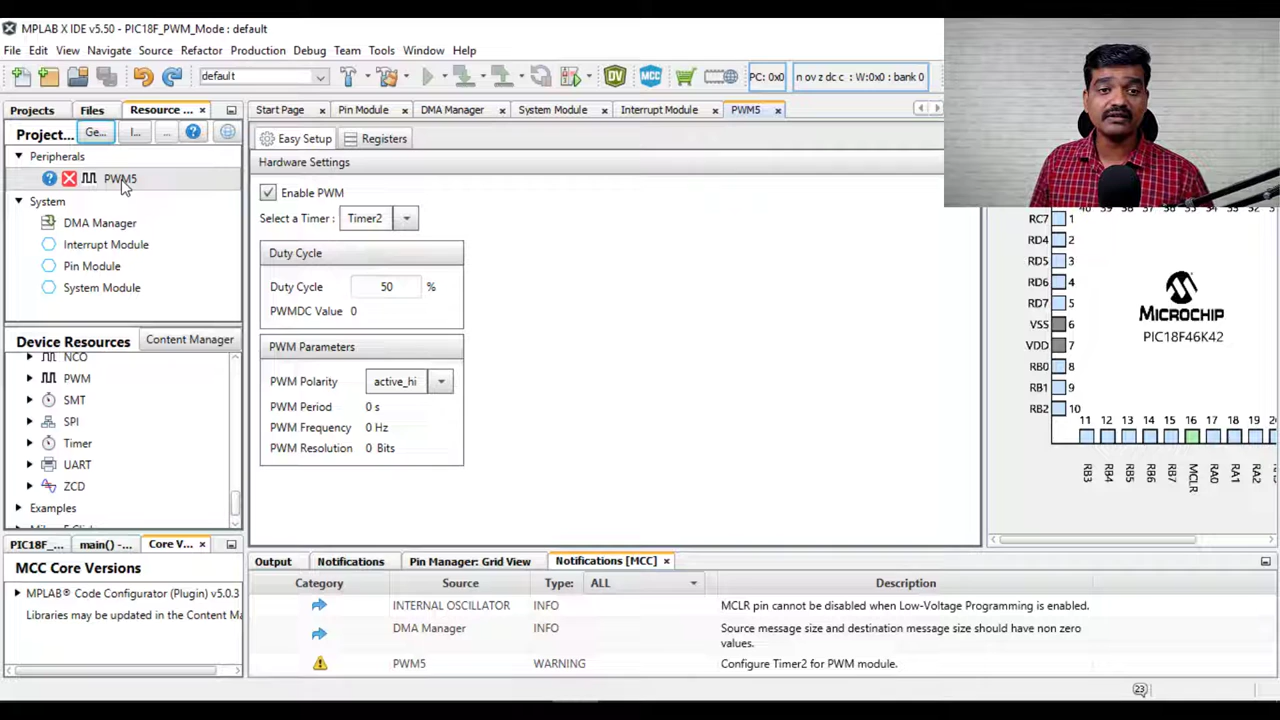 MPLAB X IDE v5.50 - PIC18F_PWM_Mode : default
File Edit View Navigate Source Refactor Production Debug Team Tools Window Help
default
DV
MCC
PC: 0x0
n ov z dc c : W:0x0 : bank 0
Projects Files Resource ... ×
Start Page × Pin Module × DMA Manager × System Module × Interrupt Module × PWM5 ×
Project... Ge... I... ...
Easy Setup Registers
Peripherals
PWM5
System
DMA Manager
Interrupt Module
Pin Module
System Module
Hardware Settings
Enable PWM
Select a Timer : Timer2
Duty Cycle
Duty Cycle 50 %
PWMDC Value 0
PWM Parameters
PWM Polarity active_hi
PWM Period 0 s
PWM Frequency 0 Hz
PWM Resolution 0 Bits
Device Resources Content Manager
NCO
PWM
SMT
SPI
Timer
UART
ZCD
Examples
RC7 1
RD4 2
RD5 3
RD6 4
RD7 5
VSS 6
VDD 7
RB0 8
RB1 9
RB2 10
MICROCHIP
PIC18F46K42
11 12 13 14 15 16 17 18 19
RB3 RB4 RB5 RB6 RB7 MCLR RA0 RA1 RA2
PIC18F_... main() -... Core V... ×
MCC Core Versions
MPLAB® Code Configurator (Plugin) v5.0.3
Libraries may be updated in the Content Ma
Output Notifications Pin Manager: Grid View Notifications [MCC] ×
Category Source Type: ALL Description
INTERNAL OSCILLATOR INFO MCLR pin cannot be disabled when Low-Voltage Programming is enabled.
DMA Manager INFO Source message size and destination message size should have non zero
values.
PWM5 WARNING Configure Timer2 for PWM module.
23